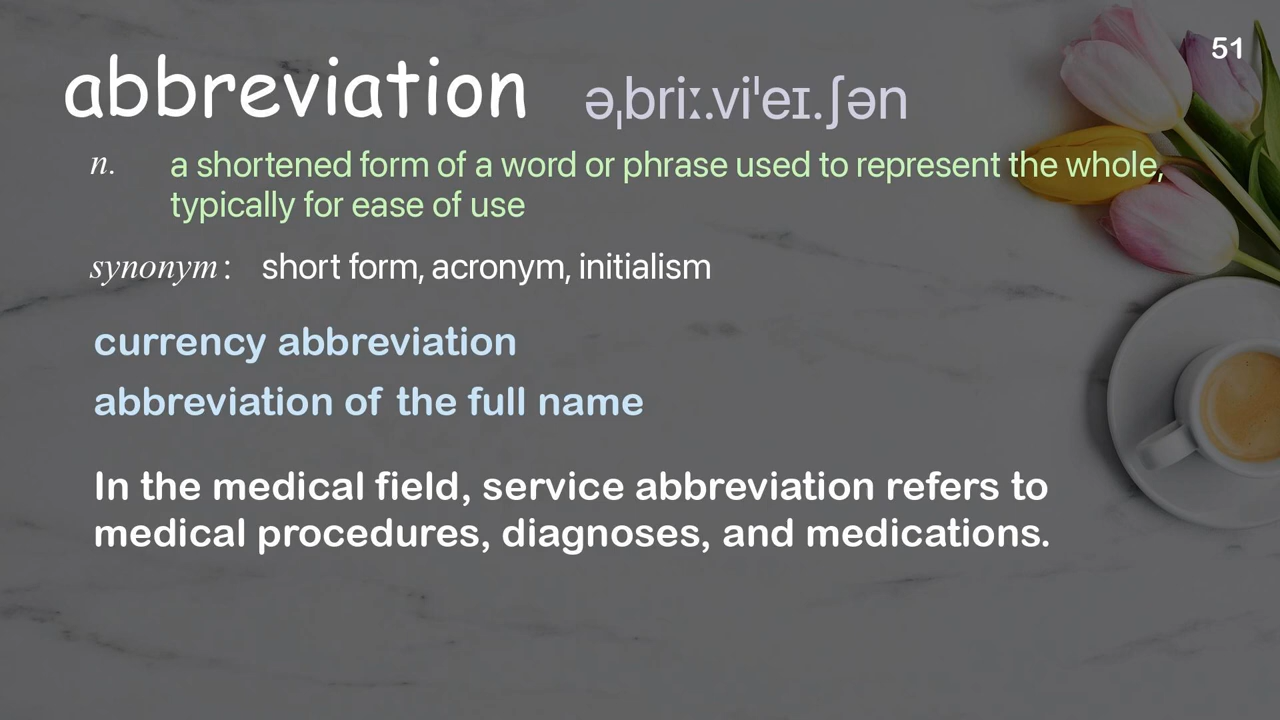 51
abbreviation əˌbriː.viˈeɪ.ʃən
n. a shortened form of a word or phrase used to represent the whole,
typically for ease of use
synonym: short form, acronym, initialism
currency abbreviation
abbreviation of the full name
In the medical field, service abbreviation refers to
medical procedures, diagnoses, and medications.